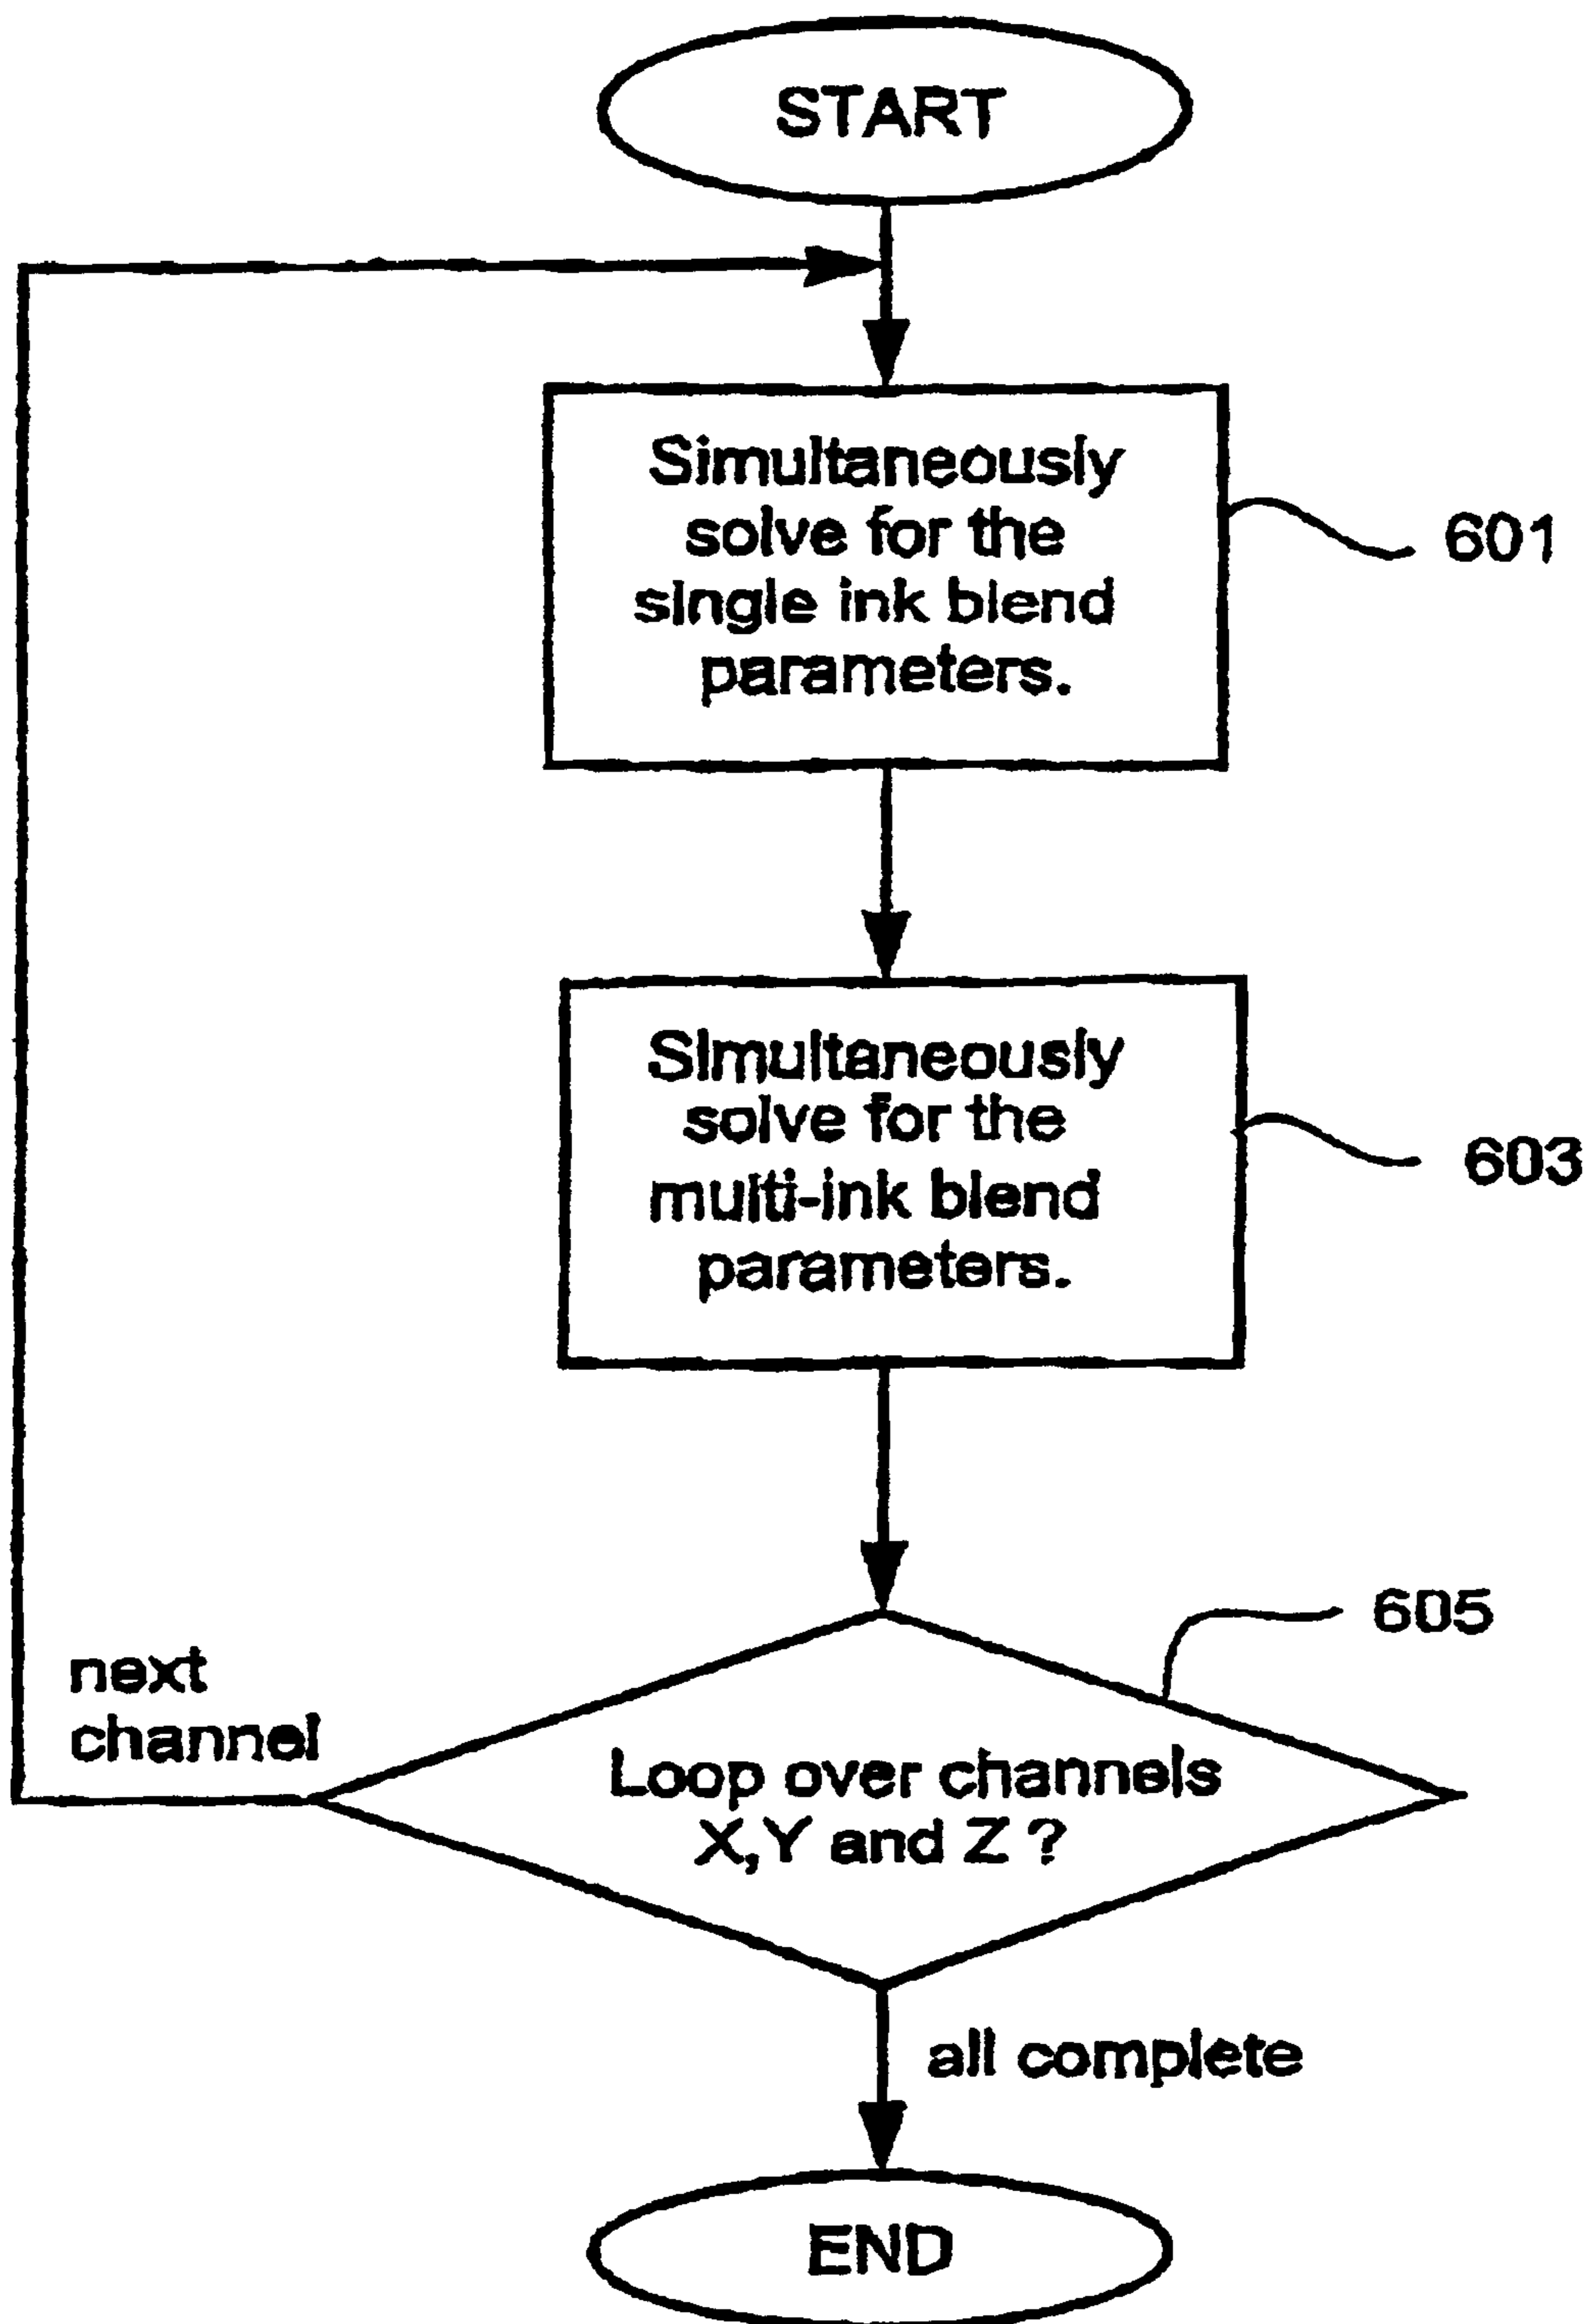 START
Simultaneously
solve for the
single ink blend
parameters.
601
Simultaneously
solve for the
multi-ink blend
parameters.
603
605
next
channel
Loop over channels
X,Y and Z ?
all complete
END